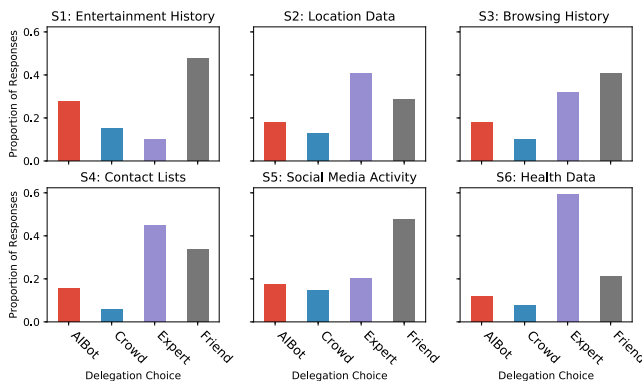 S1: Entertainment History
S2: Location Data
S3: Browsing History
Proportion of Responses
0.6
0.4
0.2
0.0
S4: Contact Lists
S5: Social Media Activity
S6: Health Data
Proportion of Responses
0.6
0.4
0.2
0.0
AIBot
Crowd
Expert
Friend
AIBot
Crowd
Expert
Friend
AIBot
Crowd
Expert
Friend
Delegation Choice
Delegation Choice
Delegation Choice